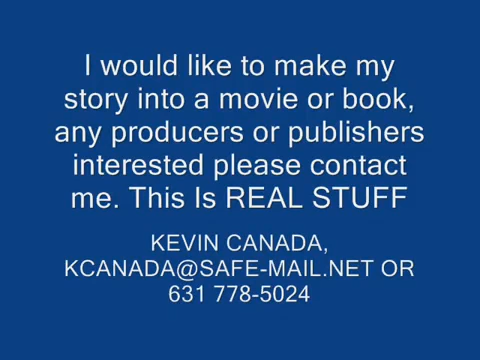 I would like to make my
story into a movie or book,
any producers or publishers
interested please contact
me. This Is REAL STUFF
KEVIN CANADA,
KCANADA@SAFE-MAIL.NET OR
631 778-5024